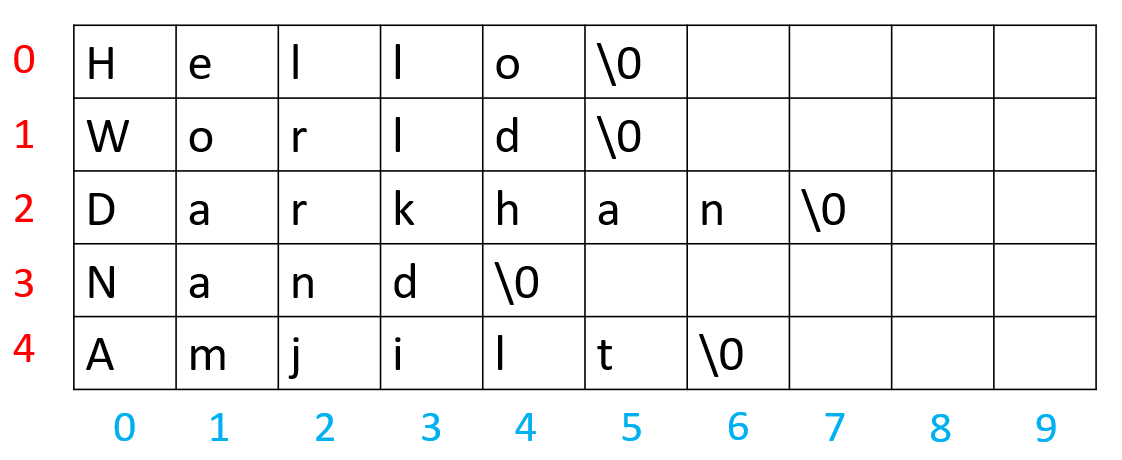 0 H e l l o \0
1 W o r l d \0
2 D a r k h a n \0
3 N a n d \0
4 A m j i l t \0
0 1 2 3 4 5 6 7 8 9